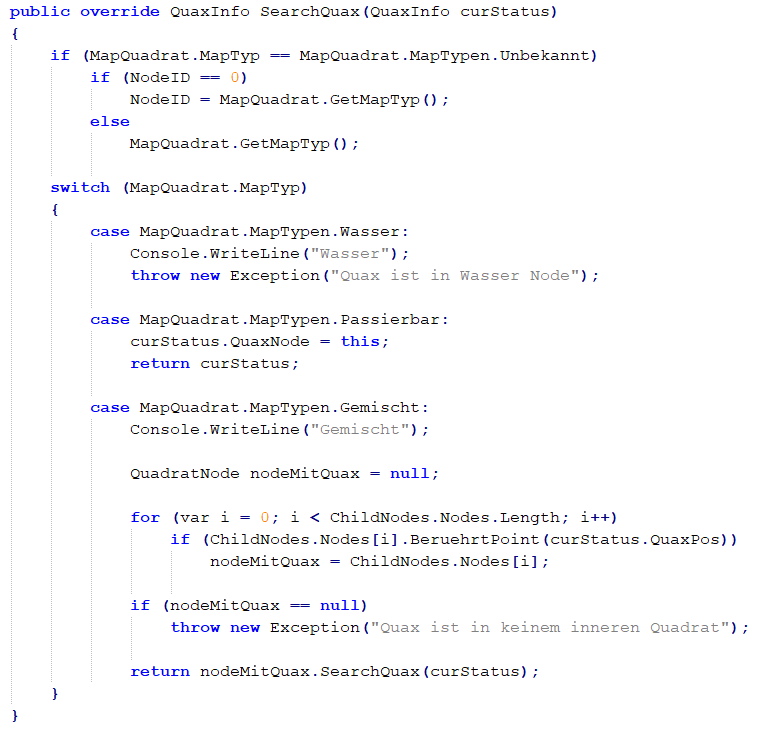 public override QuaxInfo SearchQuax(QuaxInfo curStatus)
{
    if (MapQuadrat.MapTyp == MapQuadrat.MapTypen.Unbekannt)
        if (NodeID == 0)
            NodeID = MapQuadrat.GetMapTyp();
        else
            MapQuadrat.GetMapTyp();
    switch (MapQuadrat.MapTyp)
    {
        case MapQuadrat.MapTypen.Wasser:
            Console.WriteLine("Wasser");
            throw new Exception("Quax ist in Wasser Node");
        case MapQuadrat.MapTypen.Passierbar:
            curStatus.QuaxNode = this;
            return curStatus;
        case MapQuadrat.MapTypen.Gemischt:
            Console.WriteLine("Gemischt");
            QuadratNode nodeMitQuax = null;
            for (var i = 0; i < ChildNodes.Nodes.Length; i++)
                if (ChildNodes.Nodes[i].BeruehrtPoint(curStatus.QuaxPos))
                    nodeMitQuax = ChildNodes.Nodes[i];
            if (nodeMitQuax == null)
                throw new Exception("Quax ist in keinem inneren Quadrat");
            return nodeMitQuax.SearchQuax(curStatus);
    }
}